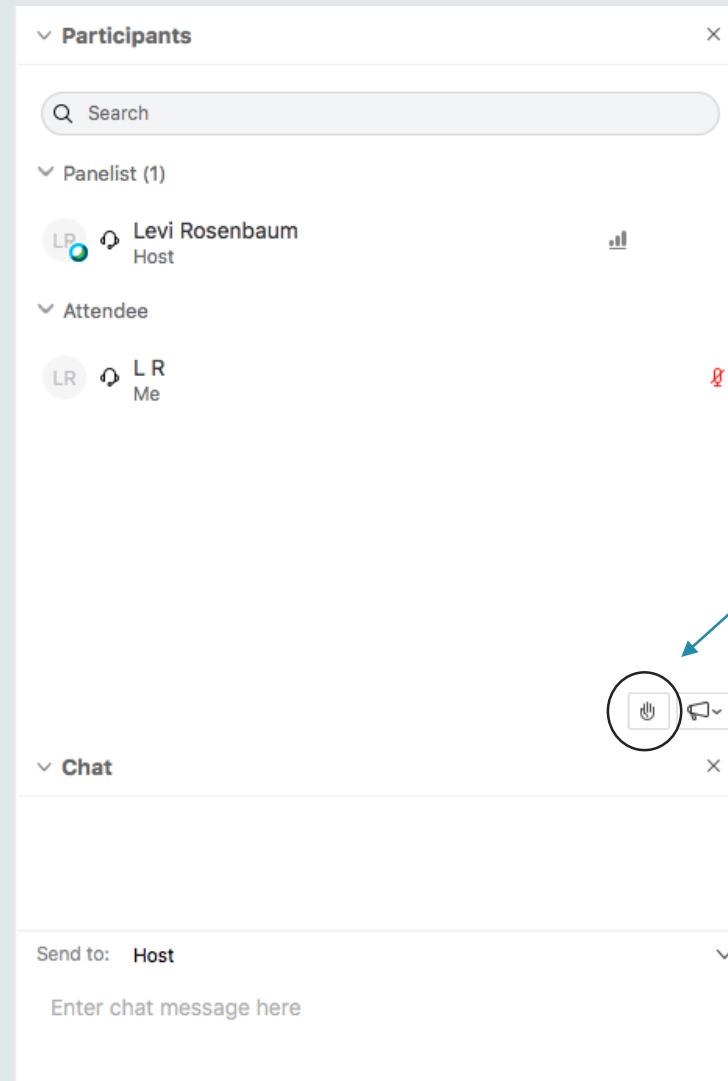 Participants
Search
Panelist (1)
LR
Levi Rosenbaum
Host
Attendee
LR
L R
Me
Chat
Send to: Host
Enter chat message here